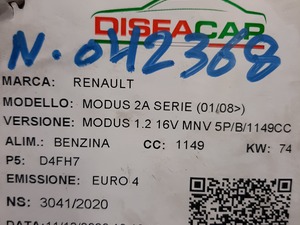 DISFACAR
N. 042368
MARCA: RENAULT
MODELLO: MODUS 2A SERIE (01/08>)
VERSIONE: MODUS 1.2 16V MNV 5P/B/1149CC
ALIM.: BENZINA CC: 1149 KW: 74
P5: D4FH7
EMISSIONE: EURO 4
NS: 3041/2020